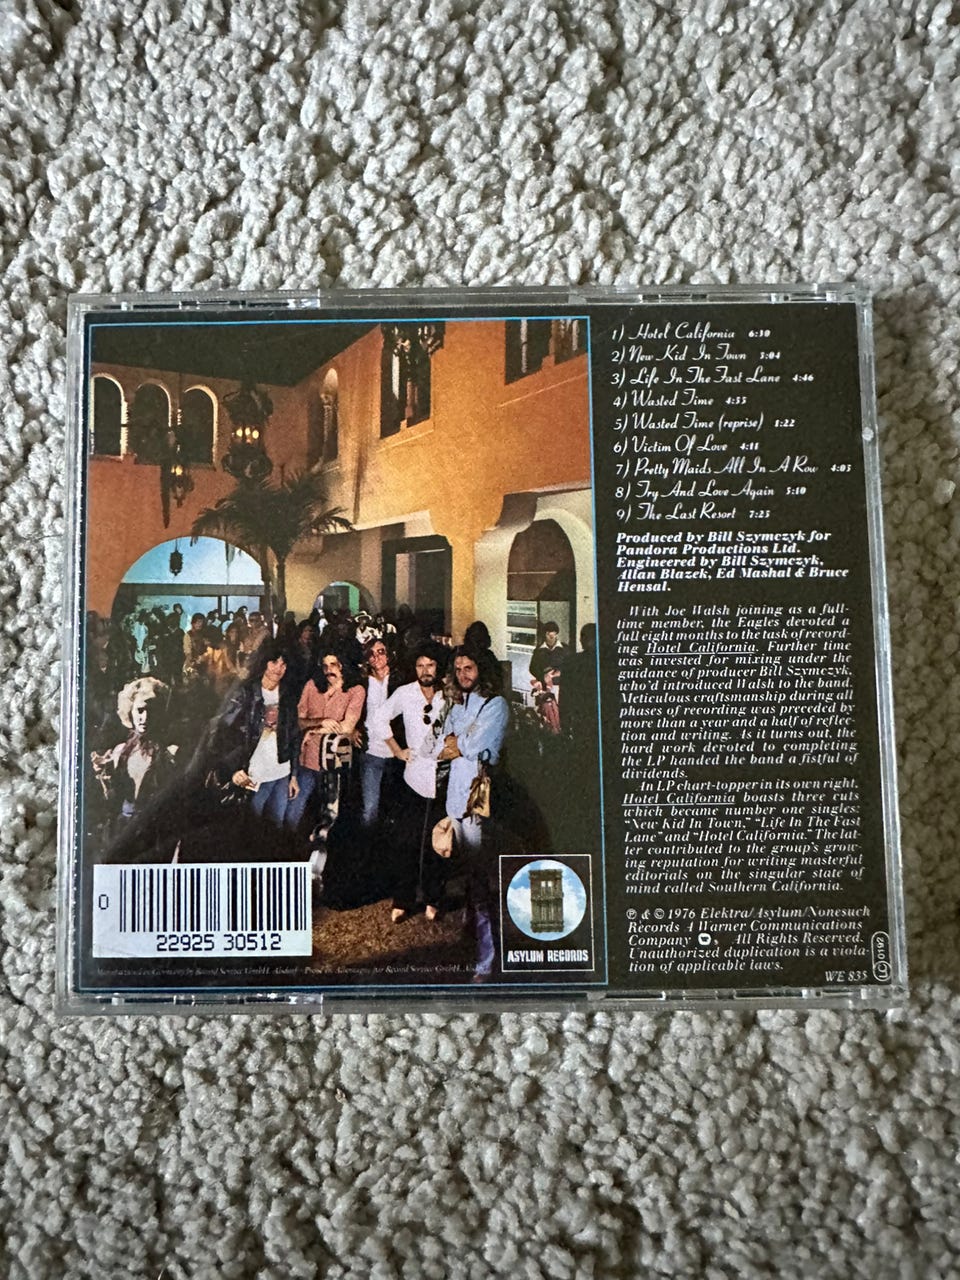 1) Hotel California 6:30
2) New Kid In Town 5:04
3) Life In The Fast Lane 4:46
4) Wasted Time 4:55
5) Wasted Time (reprise) 1:22
6) Victim Of Love 4:11
7) Pretty Maids All In A Row 4:05
8) Try And Love Again 5:10
9) The Last Resort 7:25
Produced by Bill Szymczyk for
Pandora Productions Ltd.
Engineered by Bill Szymczyk,
Allan Blazek, Ed Mashal & Bruce
Hensal.
With Joe Walsh joining as a full-
time member, the Eagles devoted a
full eight months to the task of record-
ing Hotel California. Further time
was invested for mixing under the
guidance of producer Bill Szymczyk,
who'd introduced Walsh to the band.
Meticulous craftsmanship during all
phases of recording was preceded by
more than a year and a half of reflec-
tion and writing. As it turns out, the
hard work devoted to completing
the LP handed the band a fistful of
dividends.
An LP chart-topper in its own right,
Hotel California boasts three cuts
which became number one singles:
"New Kid In Town," "Life In The Fast
Lane" and "Hotel California." The lat-
ter contributed to the group's grow-
ing reputation for writing masterful
editorials on the singular state of
mind called Southern California.
℗ & © 1976 Elektra/Asylum/Nonesuch
Records A Warner Communications
Company, All Rights Reserved.
Unauthorized duplication is a viola-
tion of applicable laws.
WE 835
0192
0 22925 30512
ASYLUM RECORDS
Manufactured in Germany by Record Service GmbH, Alsdorf